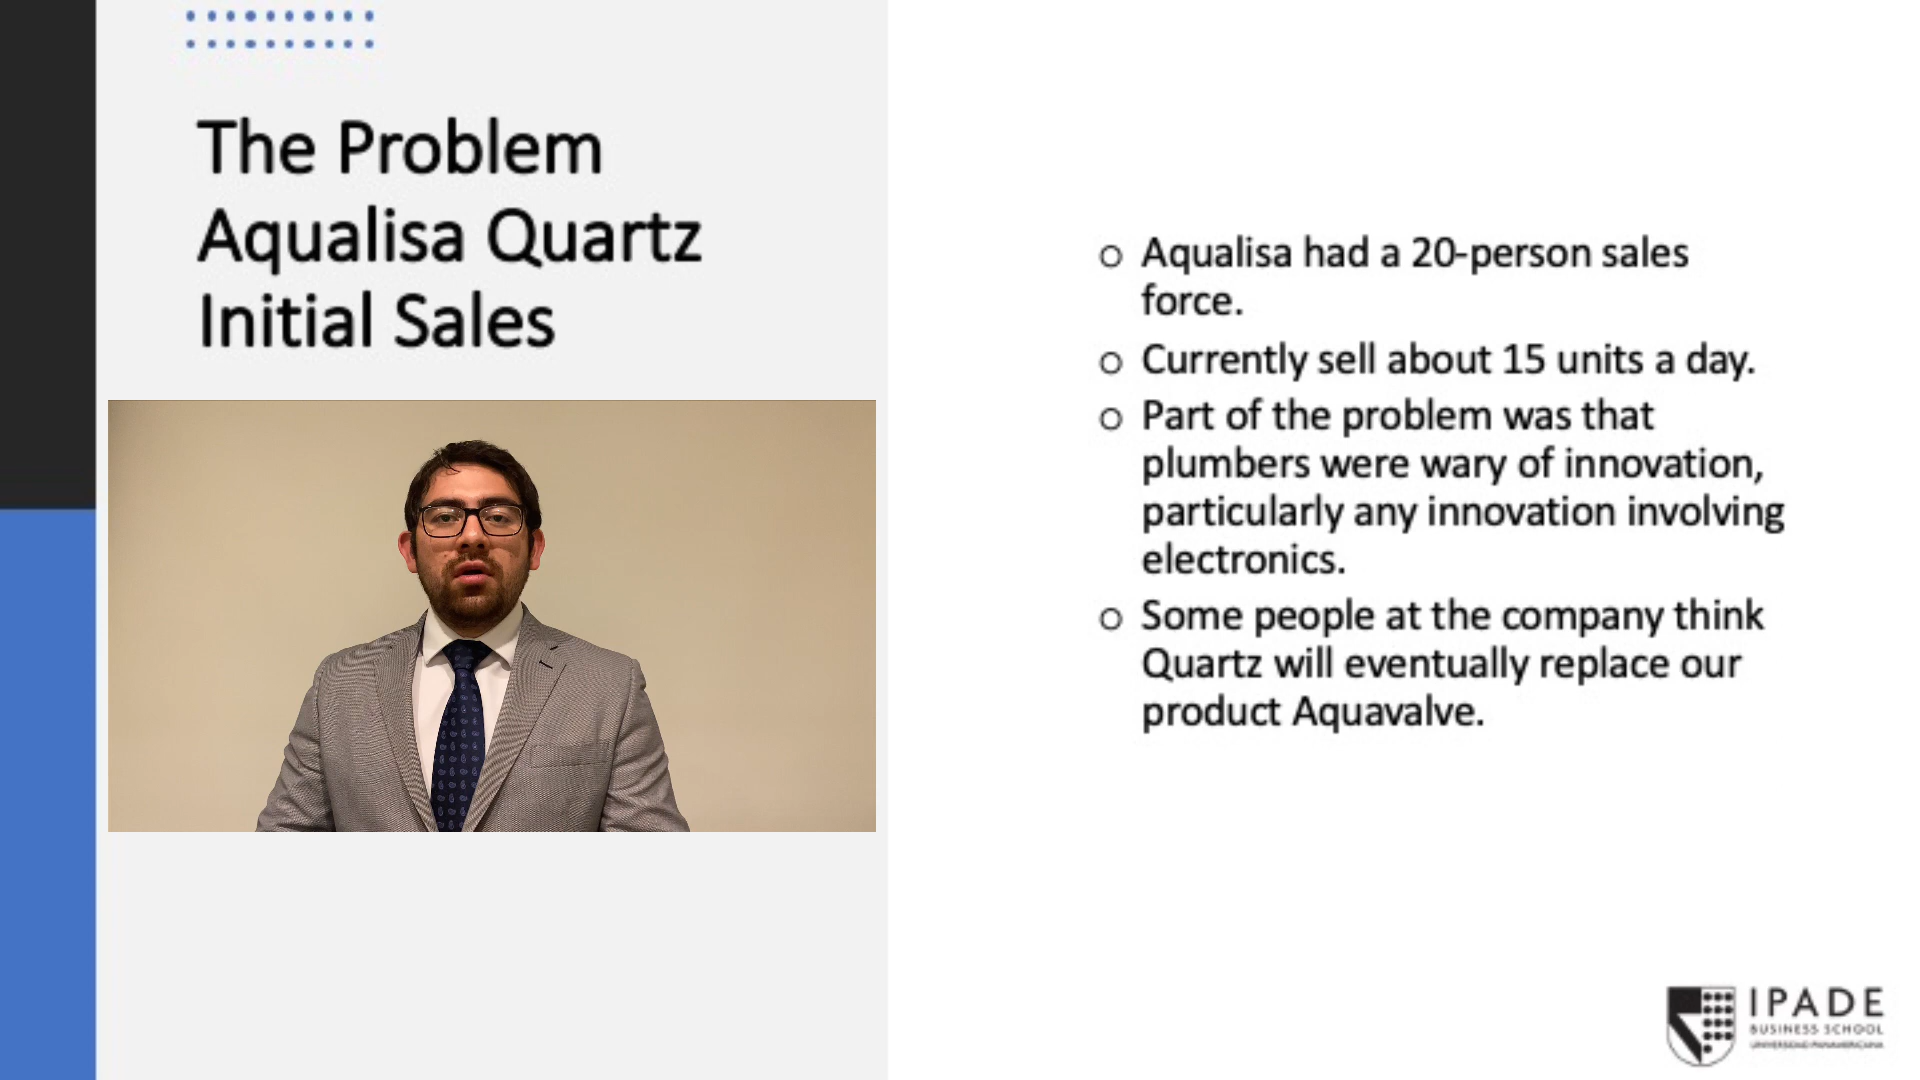 The Problem
Aqualisa Quartz
Initial Sales
o Aqualisa had a 20-person sales
force.
o Currently sell about 15 units a day.
o Part of the problem was that
plumbers were wary of innovation,
particularly any innovation involving
electronics.
o Some people at the company think
Quartz will eventually replace our
product Aquavalve.
IPADE
BUSINESS SCHOOL
UNIVERSIDAD PANAMERICANA